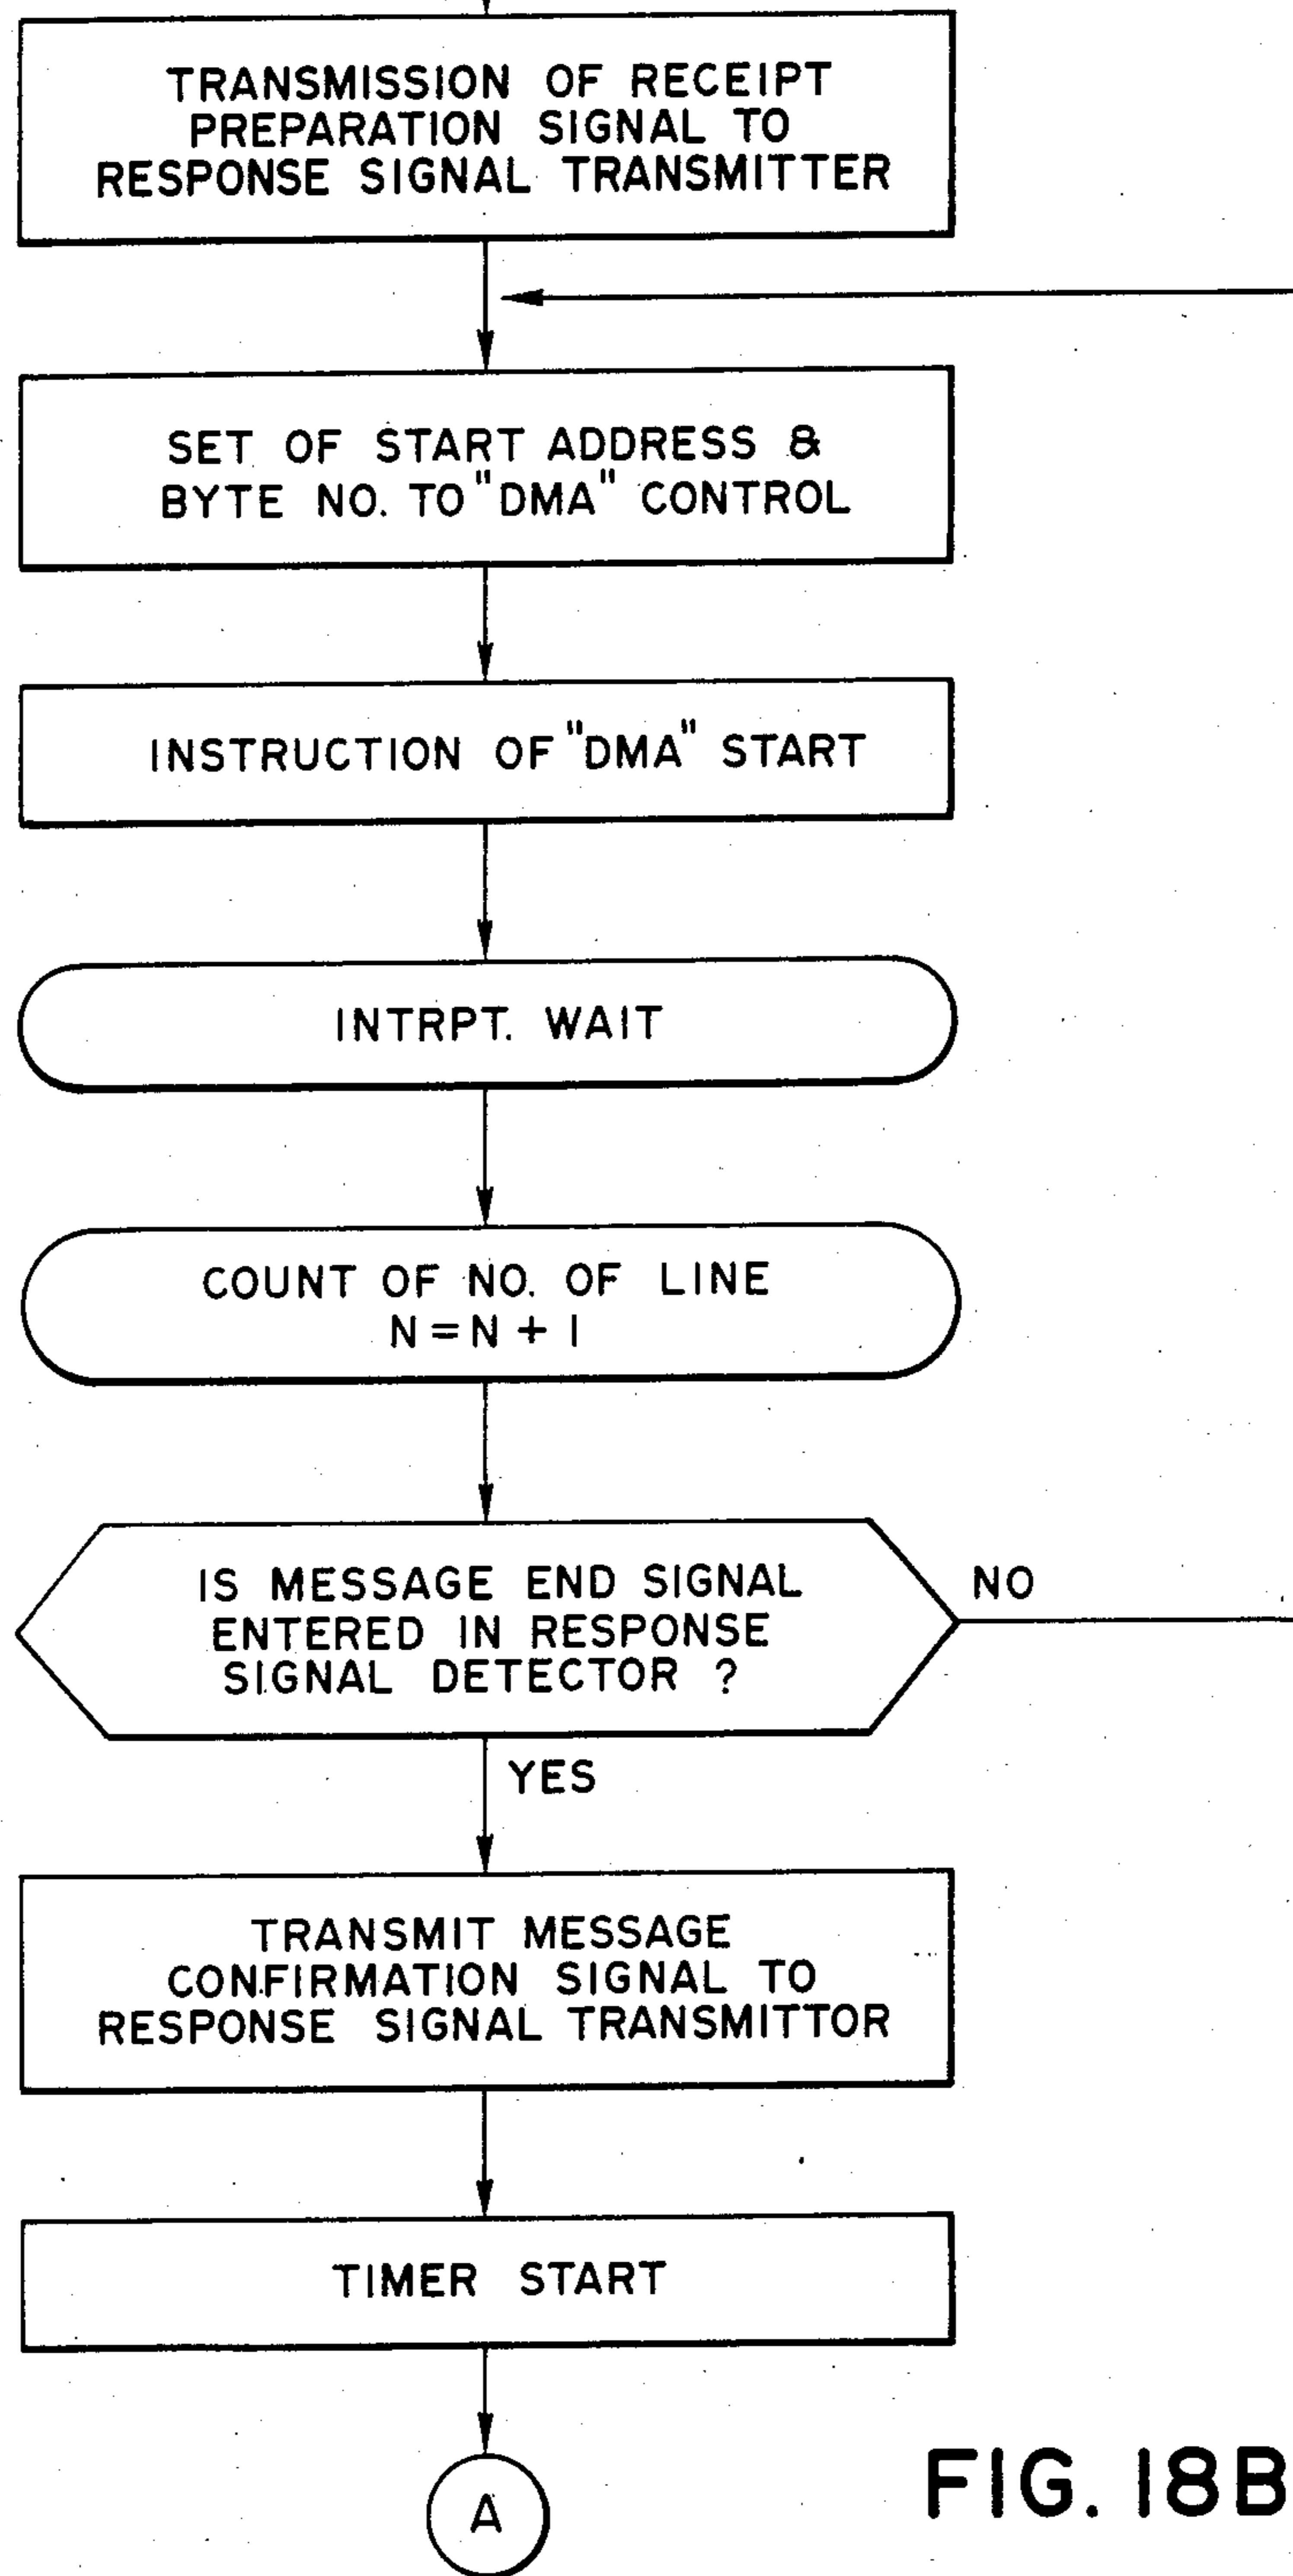 TRANSMISSION OF RECEIPT
PREPARATION SIGNAL TO
RESPONSE SIGNAL TRANSMITTER
SET OF START ADDRESS &
BYTE NO. TO "DMA" CONTROL
INSTRUCTION OF "DMA" START
INTRPT. WAIT
COUNT OF NO. OF LINE
N = N + 1
IS MESSAGE END SIGNAL
ENTERED IN RESPONSE
SIGNAL DETECTOR ?
NO
YES
TRANSMIT MESSAGE
CONFIRMATION SIGNAL TO
RESPONSE SIGNAL TRANSMITTOR
TIMER START
A
FIG. 18B